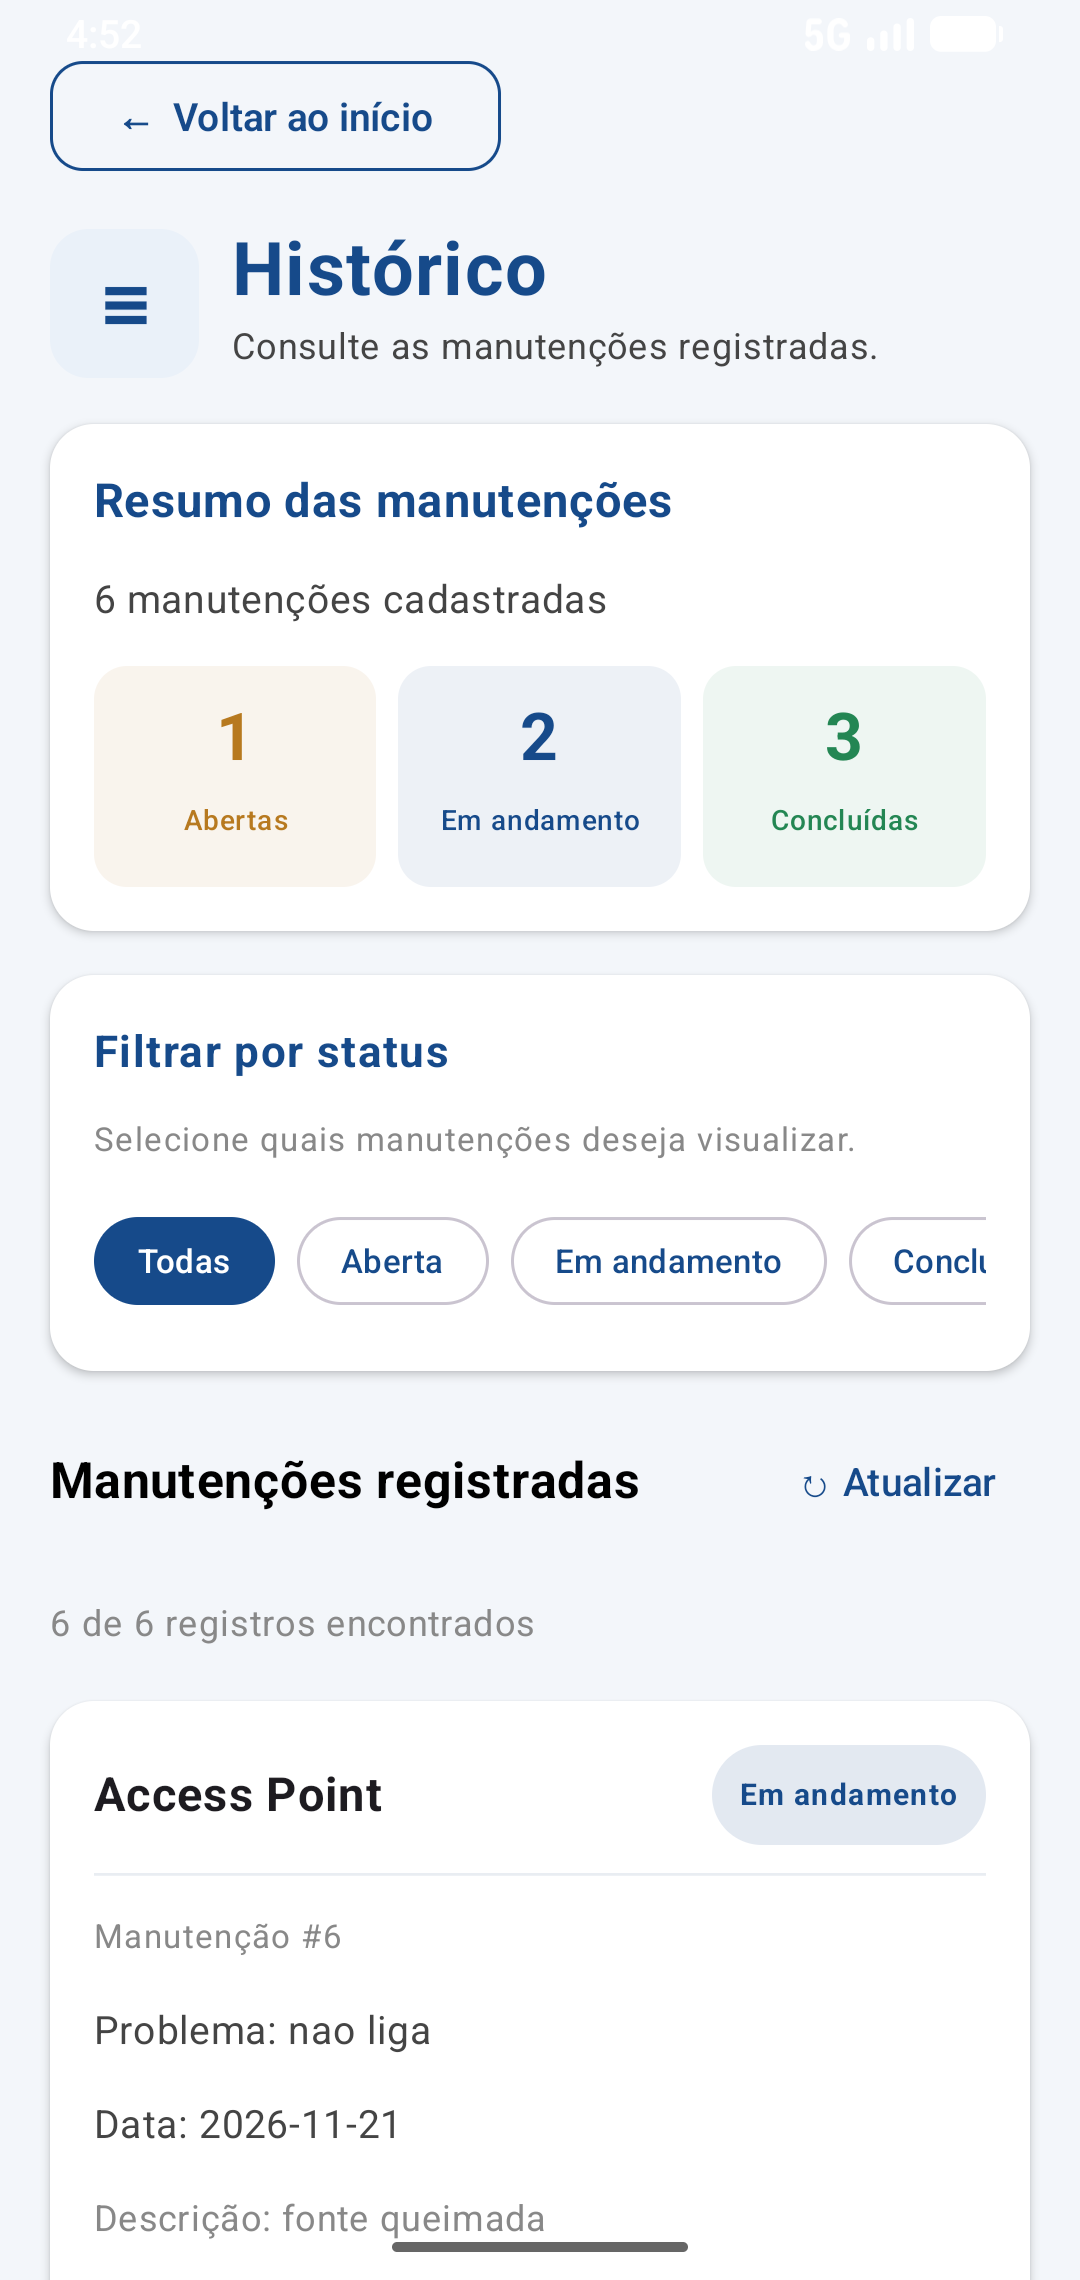 4:52
5G
← Voltar ao início
Histórico
Consulte as manutenções registradas.
Resumo das manutenções
6 manutenções cadastradas
1
Abertas
2
Em andamento
3
Concluídas
Filtrar por status
Selecione quais manutenções deseja visualizar.
Todas
Aberta
Em andamento
Conclu
Manutenções registradas
↻ Atualizar
6 de 6 registros encontrados
Access Point
Em andamento
Manutenção #6
Problema: nao liga
Data: 2026-11-21
Descrição: fonte queimada